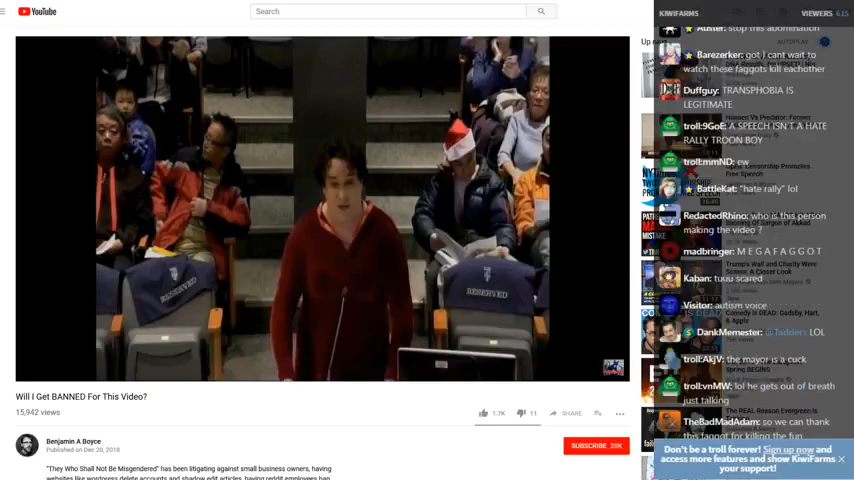 YouTube
Search
KIWIFARMS
VIEWERS 615
Up next
AUTOPLAY
Auster: stop this abomination
Barezerker: got I cant wait to
watch these faggots kill eachother
Duffguy: TRANSPHOBIA IS
LEGITIMATE
troll:9GoE: A SPEECH ISN'T A HATE
RALLY TROON BOY
troll:mmND: ew
BattleKat: "hate rally" lol
RedactedRhino: who is this person
making the video ?
madbringer: M E G A F A G G O T
Kaban: tuuu scared
Visitor: autism voice
DankMemester: @Tadders LOL
troll:AkjV: the mayor is a cuck
troll:vnMW: lol he gets out of breath
just talking
TheBadMadAdam: so we can thank
this faggot for killing the fun
Don't be a troll forever! Sign up now and
access more features and show KiwiFarms
your support!
RESERVED
RESERVED
Will I Get BANNED For This Video?
15,942 views
1.7K
11
SHARE
Benjamin A Boyce
Published on Dec 20, 2018
SUBSCRIBE 20K
"They Who Shall Not Be Misgendered" has been litigating against small business owners, having
websites like wordpress delete accounts and shadow edit articles, having reddit employees ban